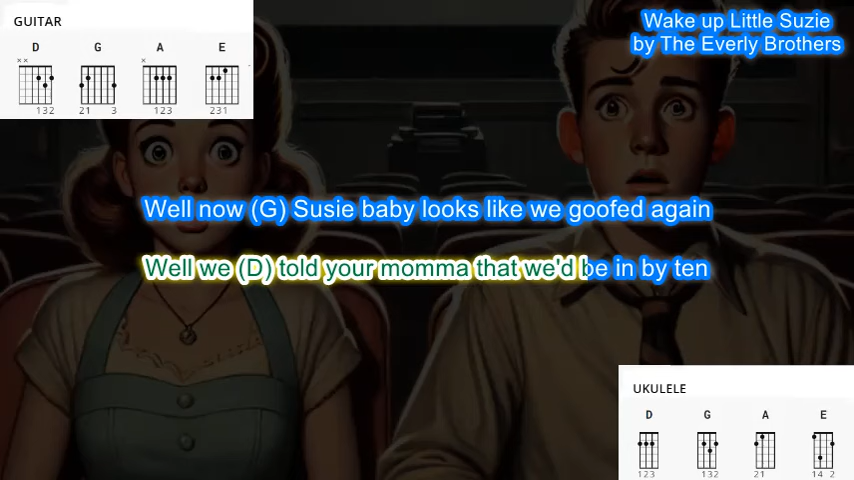 GUITAR
D G A E
×× ×
132 21 3 123 231
Wake up Little Suzie
by The Everly Brothers
Well now (G) Susie baby looks like we goofed again
Well we (D) told your momma that we'd be in by ten
UKULELE
D G A E
123 132 21 14 2